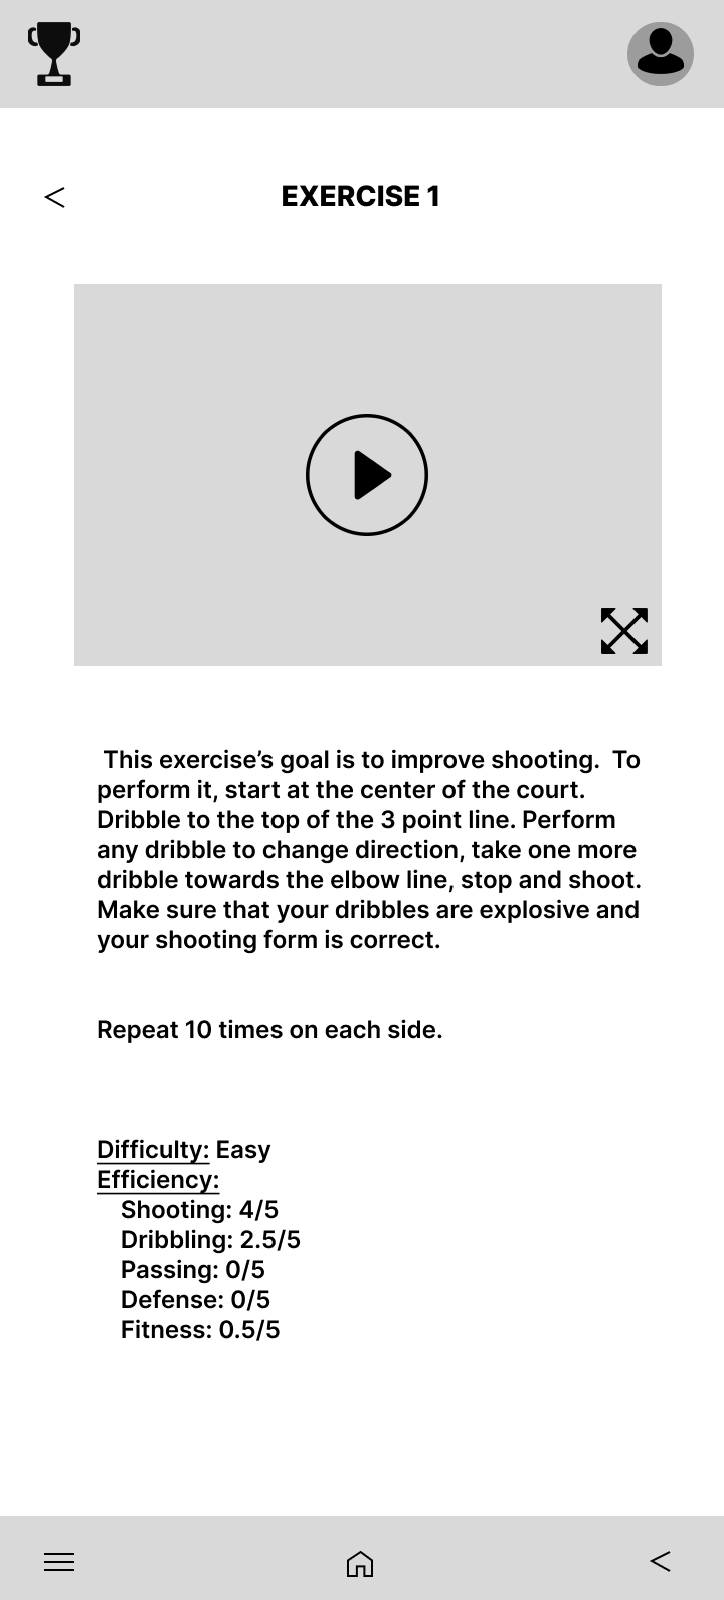 EXERCISE 1
This exercise’s goal is to improve shooting.  To
perform it, start at the center of the court.
Dribble to the top of the 3 point line. Perform
any dribble to change direction, take one more
dribble towards the elbow line, stop and shoot.
Make sure that your dribbles are explosive and
your shooting form is correct.
Repeat 10 times on each side.
Difficulty: Easy
Efficiency:
Shooting: 4/5
Dribbling: 2.5/5
Passing: 0/5
Defense: 0/5
Fitness: 0.5/5